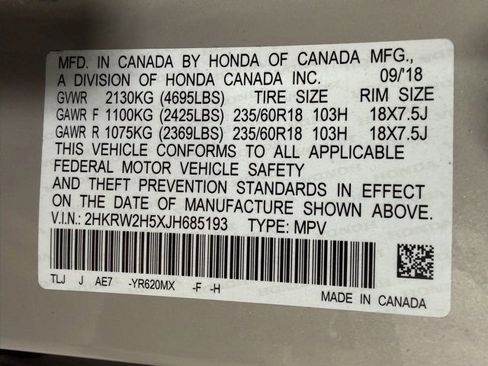 MFD. IN CANADA BY HONDA OF CANADA MFG.,
A DIVISION OF HONDA CANADA INC. 09/'18
GVWR 2130KG (4695LBS) TIRE SIZE RIM SIZE
GAWR F 1100KG (2425LBS) 235/60R18 103H 18X7.5J
GAWR R 1075KG (2369LBS) 235/60R18 103H 18X7.5J
THIS VEHICLE CONFORMS TO ALL APPLICABLE
FEDERAL MOTOR VEHICLE SAFETY
AND THEFT PREVENTION STANDARDS IN EFFECT
ON THE DATE OF MANUFACTURE SHOWN ABOVE.
V.I.N: 2HKRW2H5XJH685193 TYPE: MPV
TLJ J AE7 -YR620MX -F -H
MADE IN CANADA